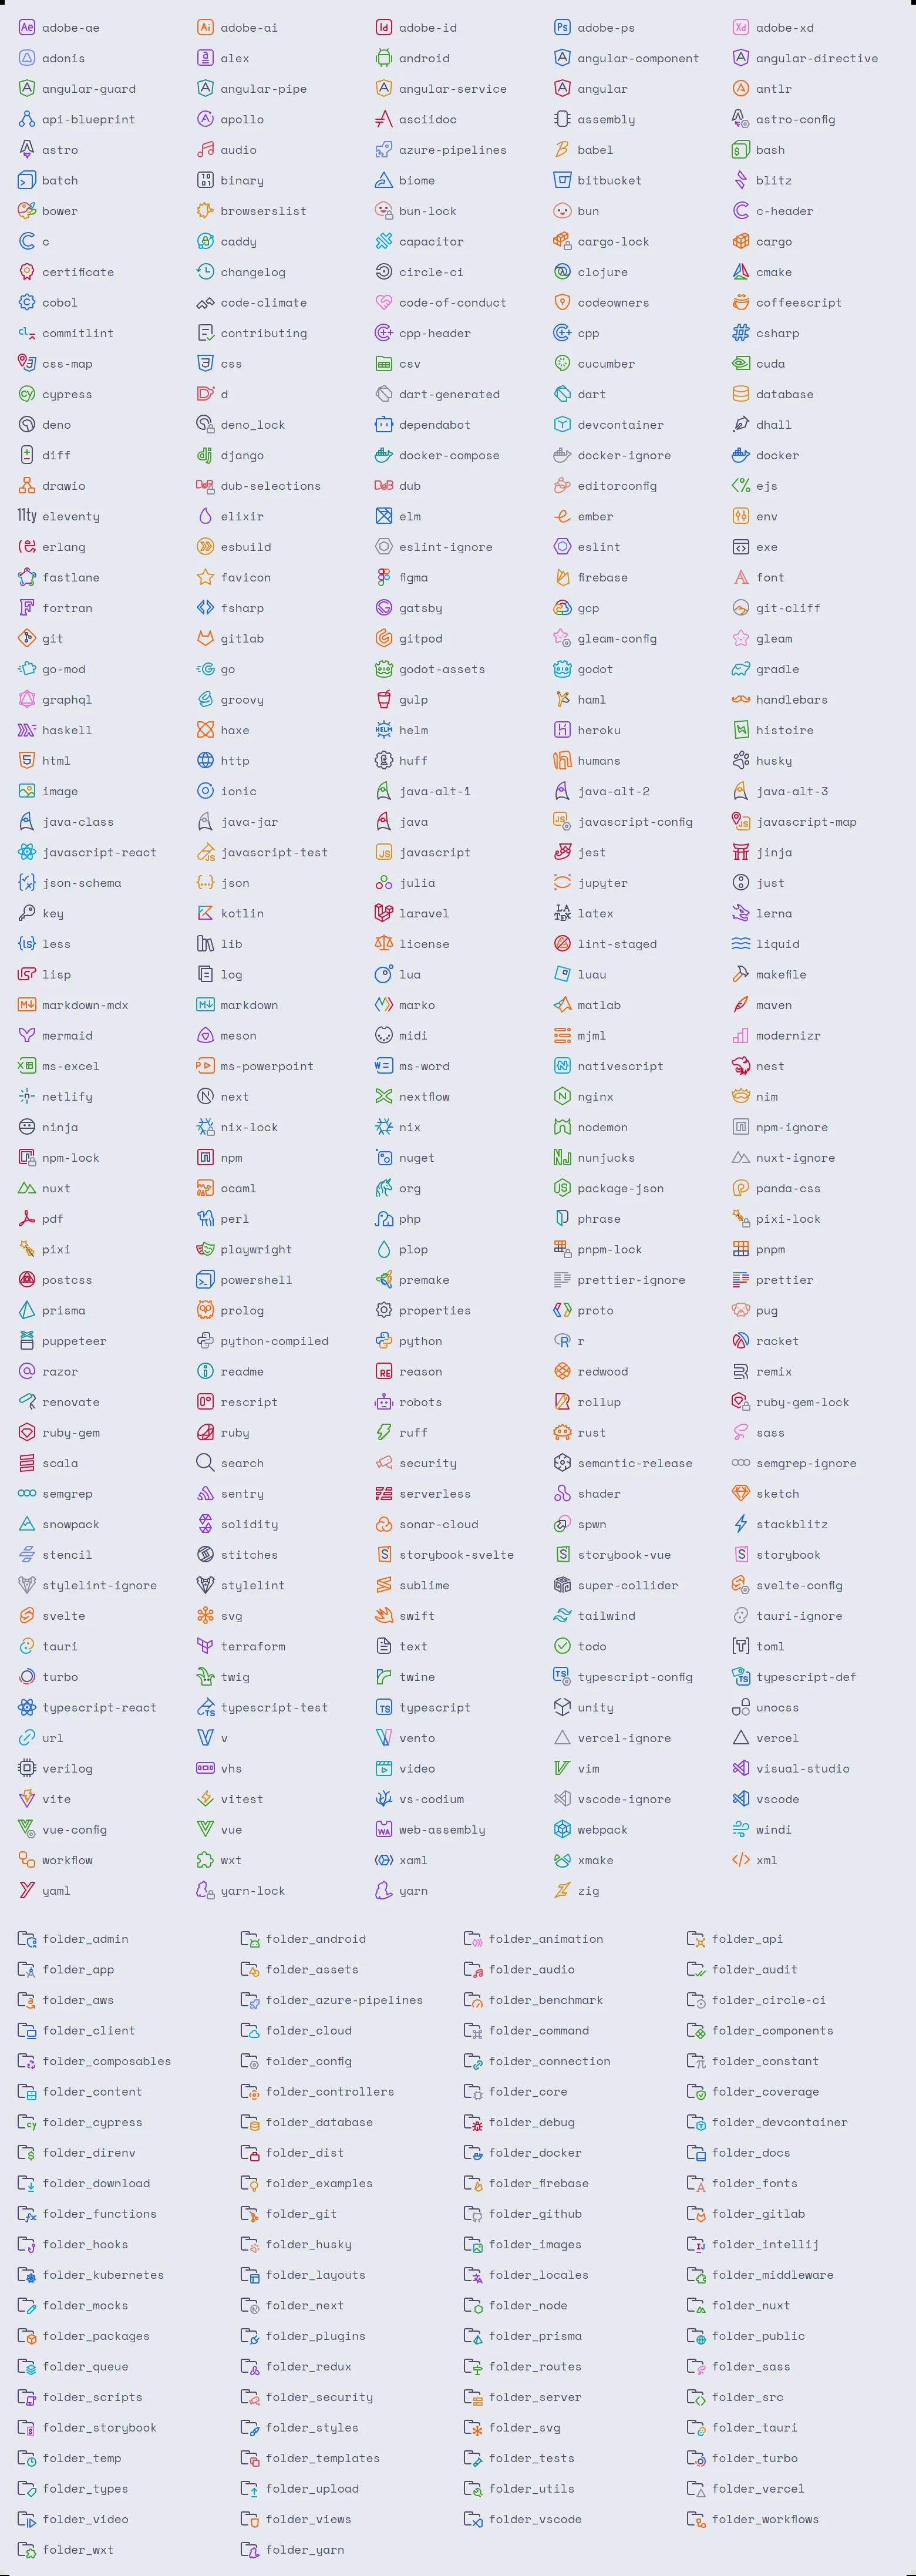 adobe-ae adobe-ai adobe-id adobe-ps adobe-xd
adonis alex android angular-component angular-directive
angular-guard angular-pipe angular-service angular antlr
api-blueprint apollo asciidoc assembly astro-config
astro audio azure-pipelines babel bash
batch binary biome bitbucket blitz
bower browserslist bun-lock bun c-header
c caddy capacitor cargo-lock cargo
certificate changelog circle-ci clojure cmake
cobol code-climate code-of-conduct codeowners coffeescript
commitlint contributing cpp-header cpp csharp
css-map css csv cucumber cuda
cypress d dart-generated dart database
deno deno_lock dependabot devcontainer dhall
diff django docker-compose docker-ignore docker
drawio dub-selections dub editorconfig ejs
eleventy elixir elm ember env
erlang esbuild eslint-ignore eslint exe
fastlane favicon figma firebase font
fortran fsharp gatsby gcp git-cliff
git gitlab gitpod gleam-config gleam
go-mod go godot-assets godot gradle
graphql groovy gulp haml handlebars
haskell haxe helm heroku histoire
html http huff humans husky
image ionic java-alt-1 java-alt-2 java-alt-3
java-class java-jar java javascript-config javascript-map
javascript-react javascript-test javascript jest jinja
json-schema json julia jupyter just
key kotlin laravel latex lerna
less lib license lint-staged liquid
lisp log lua luau makefile
markdown-mdx markdown marko matlab maven
mermaid meson midi mjml modernizr
ms-excel ms-powerpoint ms-word nativescript nest
netlify next nextflow nginx nim
ninja nix-lock nix nodemon npm-ignore
npm-lock npm nuget nunjucks nuxt-ignore
nuxt ocaml org package-json panda-css
pdf perl php phrase pixi-lock
pixi playwright plop pnpm-lock pnpm
postcss powershell premake prettier-ignore prettier
prisma prolog properties proto pug
puppeteer python-compiled python r racket
razor readme reason redwood remix
renovate rescript robots rollup ruby-gem-lock
ruby-gem ruby ruff rust sass
scala search security semantic-release semgrep-ignore
semgrep sentry serverless shader sketch
snowpack solidity sonar-cloud spwn stackblitz
stencil stitches storybook-svelte storybook-vue storybook
stylelint-ignore stylelint sublime super-collider svelte-config
svelte svg swift tailwind tauri-ignore
tauri terraform text todo toml
turbo twig twine typescript-config typescript-def
typescript-react typescript-test typescript unity unocss
url v vento vercel-ignore vercel
verilog vhs video vim visual-studio
vite vitest vs-codium vscode-ignore vscode
vue-config vue web-assembly webpack windi
workflow wxt xaml xmake xml
yaml yarn-lock yarn zig
folder_admin folder_android folder_animation folder_api
folder_app folder_assets folder_audio folder_audit
folder_aws folder_azure-pipelines folder_benchmark folder_circle-ci
folder_client folder_cloud folder_command folder_components
folder_composables folder_config folder_connection folder_constant
folder_content folder_controllers folder_core folder_coverage
folder_cypress folder_database folder_debug folder_devcontainer
folder_direnv folder_dist folder_docker folder_docs
folder_download folder_examples folder_firebase folder_fonts
folder_functions folder_git folder_github folder_gitlab
folder_hooks folder_husky folder_images folder_intellij
folder_kubernetes folder_layouts folder_locales folder_middleware
folder_mocks folder_next folder_node folder_nuxt
folder_packages folder_plugins folder_prisma folder_public
folder_queue folder_redux folder_routes folder_sass
folder_scripts folder_security folder_server folder_src
folder_storybook folder_styles folder_svg folder_tauri
folder_temp folder_templates folder_tests folder_turbo
folder_types folder_upload folder_utils folder_vercel
folder_video folder_views folder_vscode folder_workflows
folder_wxt folder_yarn